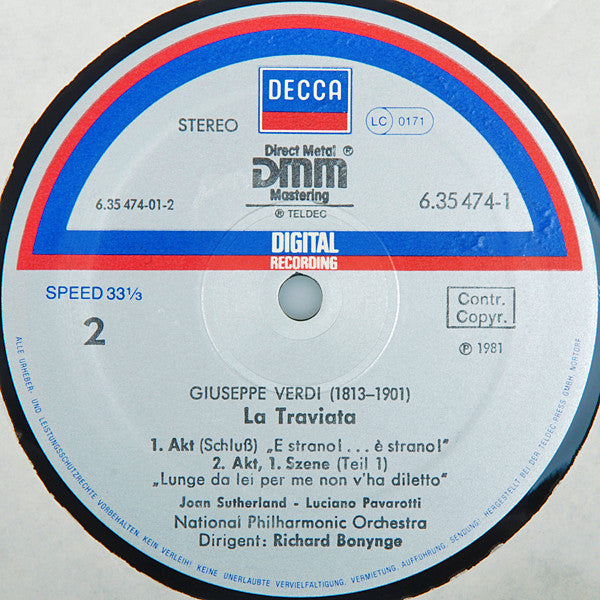 DECCA
STEREO
LC 0171
Direct Metal ®
DMM
Mastering
® TELDEC
6.35 474-01-2
6.35 474-1
DIGITAL
RECORDING
SPEED 33⅓
2
Contr.
Copyr.
℗ 1981
GIUSEPPE VERDI (1813–1901)
La Traviata
1. Akt (Schluß) „E strano! . . . è strano!"
2. Akt, 1. Szene (Teil 1)
„Lunge da lei per me non v'ha diletto"
Joan Sutherland - Luciano Pavarotti
National Philharmonic Orchestra
Dirigent: Richard Bonynge
ALLE URHEBER- UND LEISTUNGSSCHUTZRECHTE VORBEHALTEN. KEIN VERLEIH! KEINE UNERLAUBTE VERVIELFÄLTIGUNG, VERMIETUNG, AUFFÜHRUNG, SENDUNG! HERGESTELLT BEI DER TELDEC PRESS GMBH, NORTORF